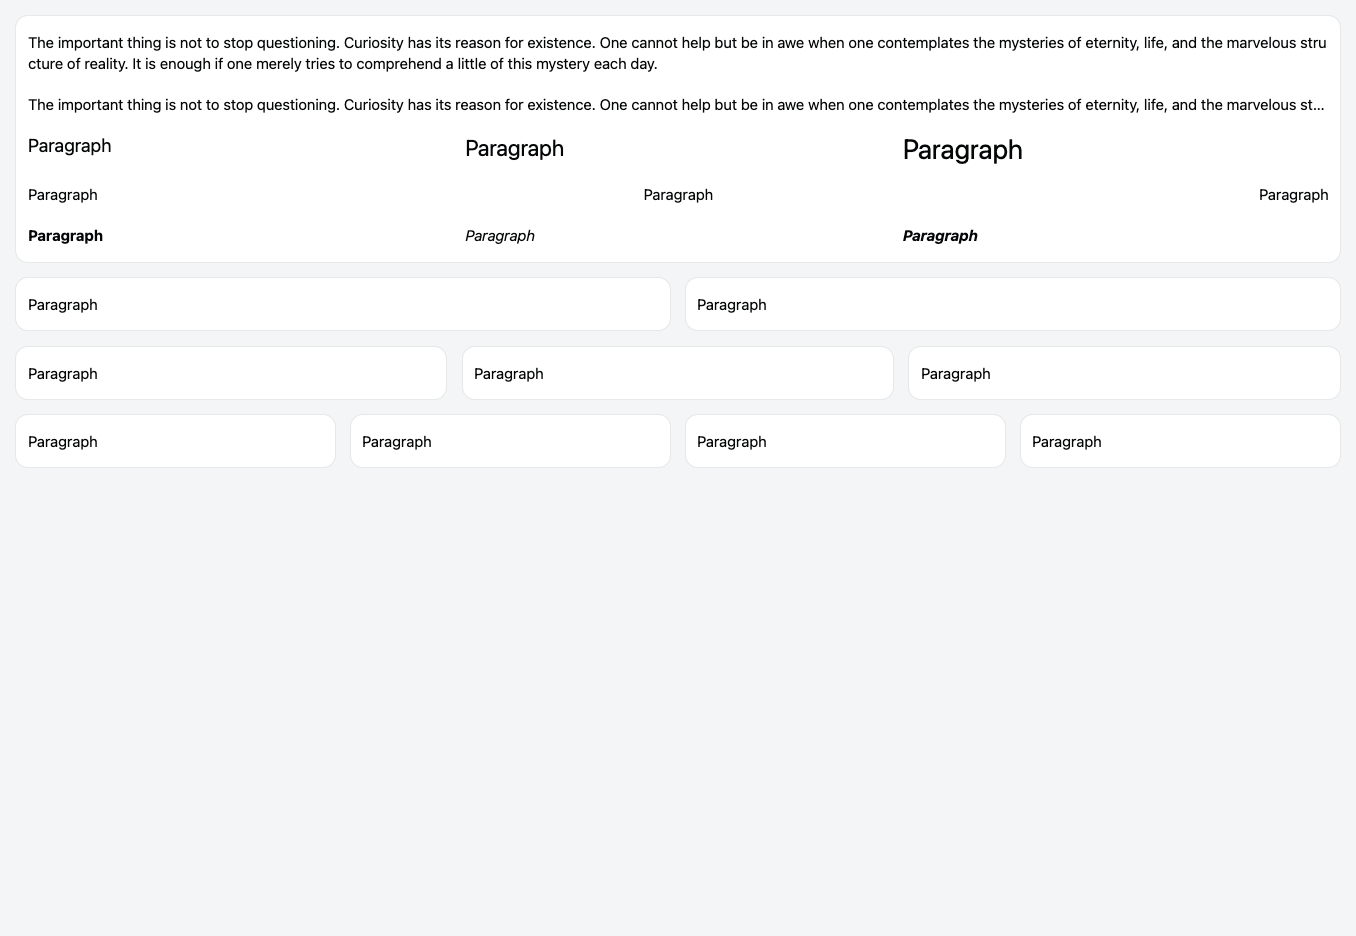 The important thing is not to stop questioning. Curiosity has its reason for existence. One cannot help but be in awe when one contemplates the mysteries of eternity, life, and the marvelous stru
cture of reality. It is enough if one merely tries to comprehend a little of this mystery each day.
The important thing is not to stop questioning. Curiosity has its reason for existence. One cannot help but be in awe when one contemplates the mysteries of eternity, life, and the marvelous st...
Paragraph Paragraph Paragraph
Paragraph Paragraph Paragraph
Paragraph Paragraph Paragraph
Paragraph Paragraph
Paragraph Paragraph Paragraph
Paragraph Paragraph Paragraph Paragraph